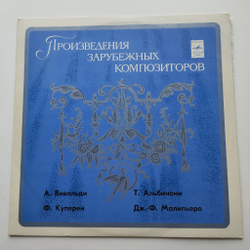 ПРОИЗВЕДЕНИЯ
ЗАРУБЕЖНЫХ
КОМПОЗИТОРОВ
А. Вивальди
Т. Альбинони
Ф. Куперен
Дж.-Ф. Малипьеро